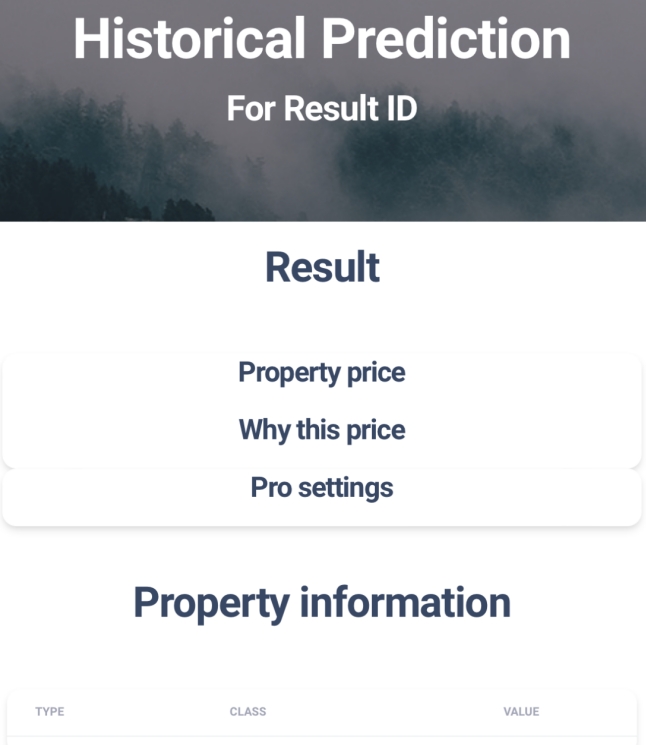 Historical Prediction
For Result ID
Result
Property price
Why this price
Pro settings
Property information
TYPE CLASS VALUE